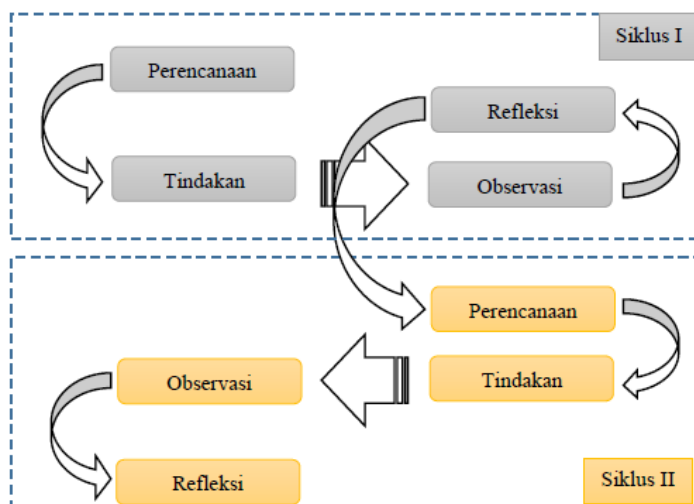 Siklus I
Perencanaan
Tindakan
Observasi
Refleksi
Perencanaan
Tindakan
Observasi
Refleksi
Siklus II